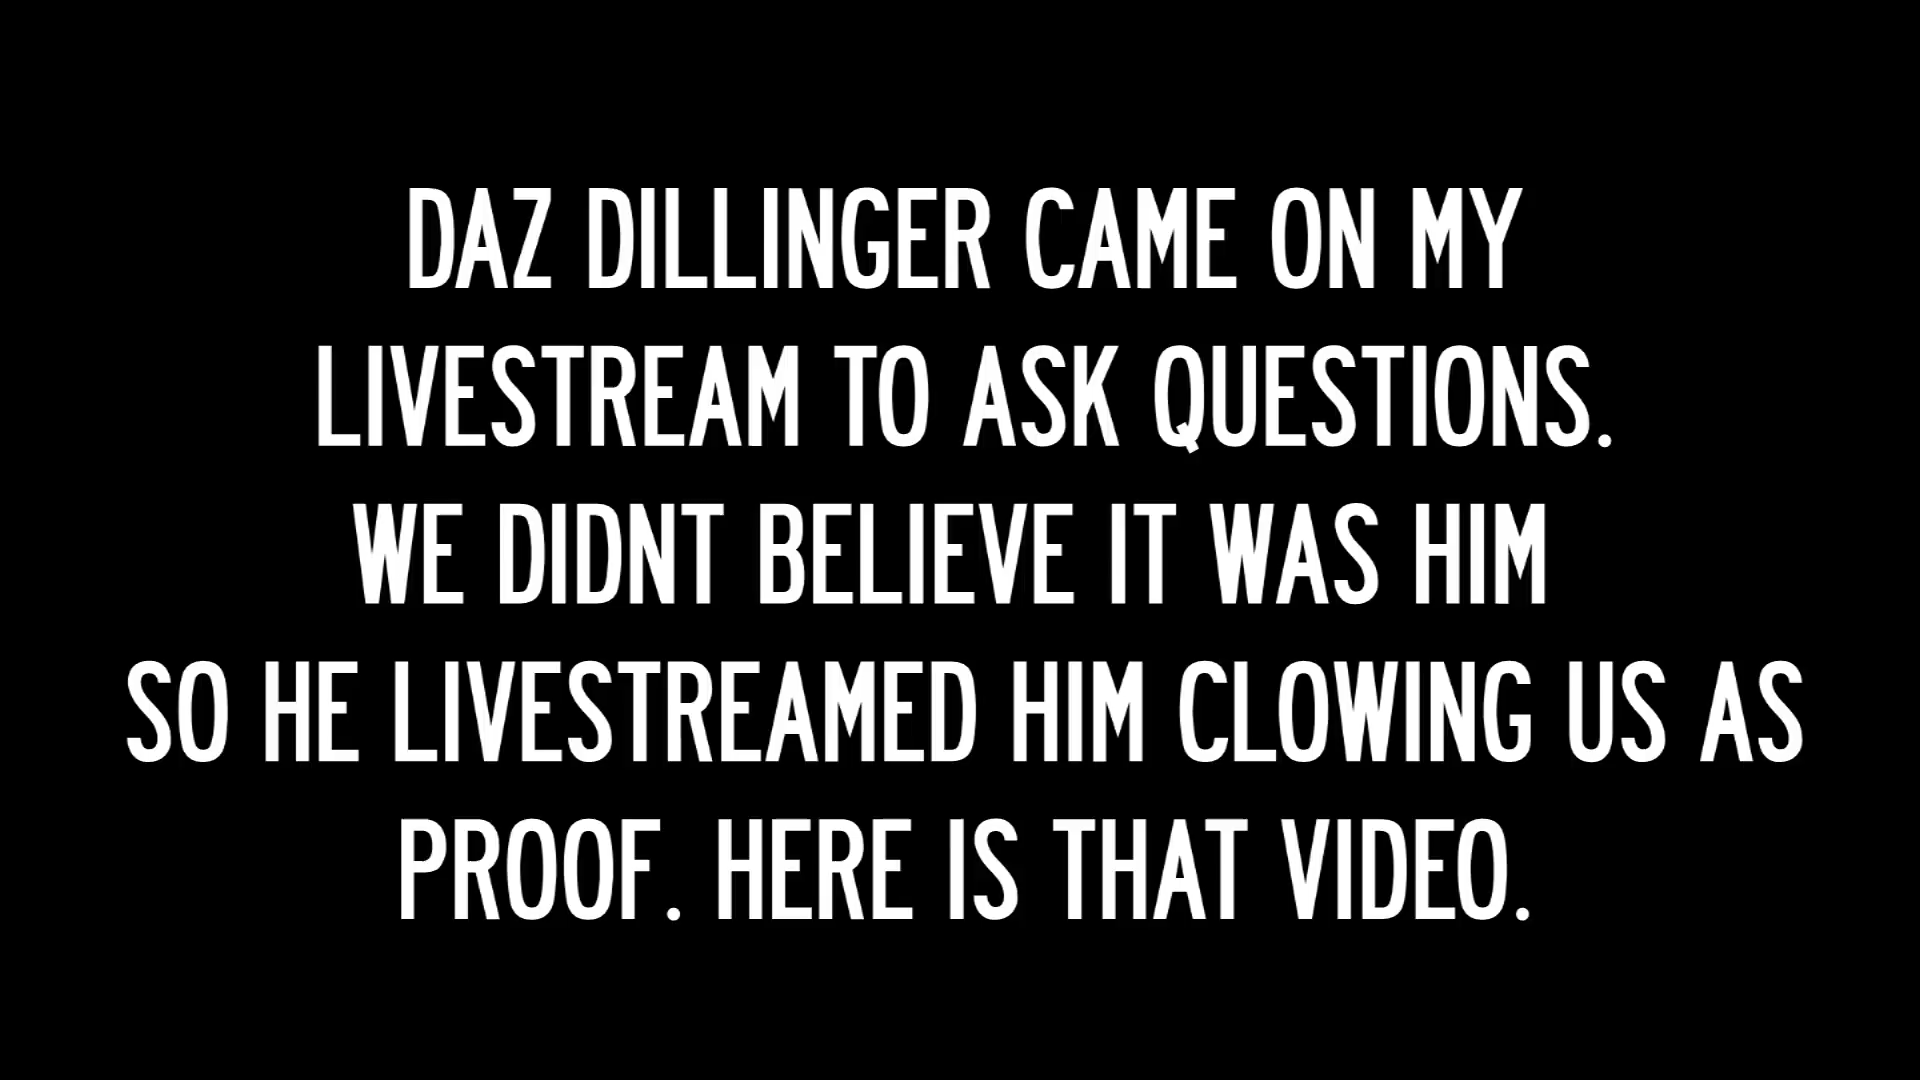 DAZ DILLINGER CAME ON MY
LIVESTREAM TO ASK QUESTIONS.
WE DIDNT BELIEVE IT WAS HIM
SO HE LIVESTREAMED HIM CLOWING US AS
PROOF. HERE IS THAT VIDEO.